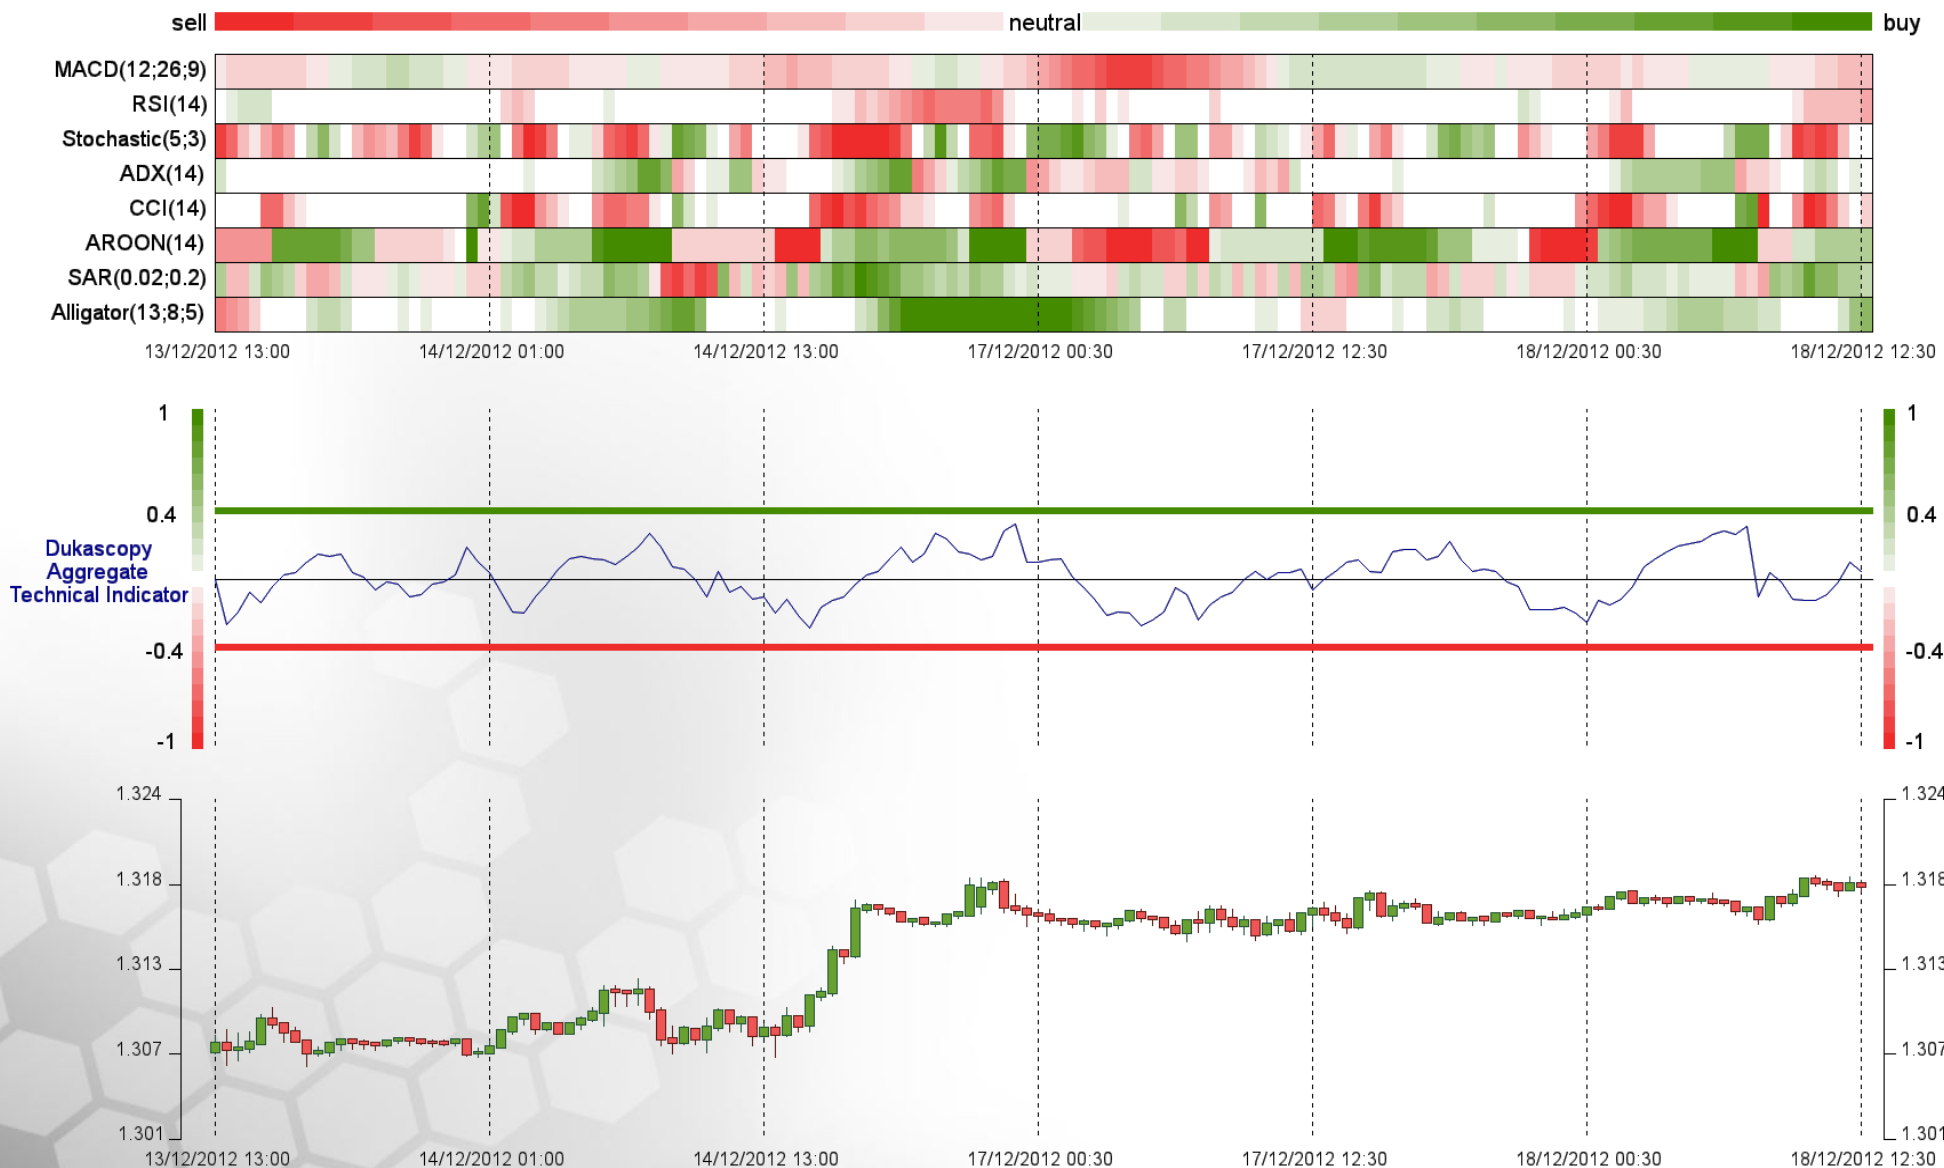 sell neutral buy
MACD(12;26;9)
RSI(14)
Stochastic(5;3)
ADX(14)
CCI(14)
AROON(14)
SAR(0.02;0.2)
Alligator(13;8;5)
13/12/2012 13:00 14/12/2012 01:00 14/12/2012 13:00 17/12/2012 00:30 17/12/2012 12:30 18/12/2012 00:30 18/12/2012 12:30
1 1
0.4 0.4
Dukascopy
Aggregate
Technical Indicator
-0.4 -0.4
-1 -1
1.324 1.324
1.318 1.318
1.313 1.313
1.307 1.307
1.301 1.301
13/12/2012 13:00 14/12/2012 01:00 14/12/2012 13:00 17/12/2012 00:30 17/12/2012 12:30 18/12/2012 00:30 18/12/2012 12:30